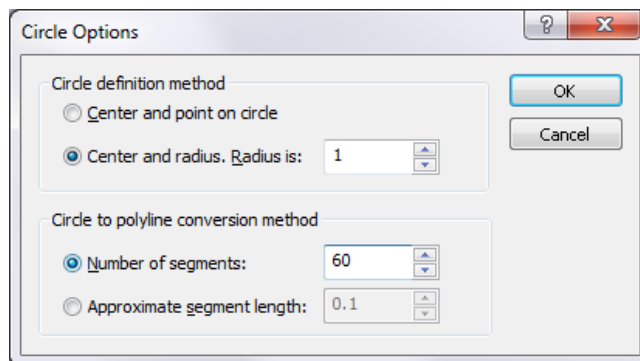 Circle Options
? X
Circle definition method
Center and point on circle
Center and radius. Radius is: 1
OK
Cancel
Circle to polyline conversion method
Number of segments: 60
Approximate segment length: 0.1